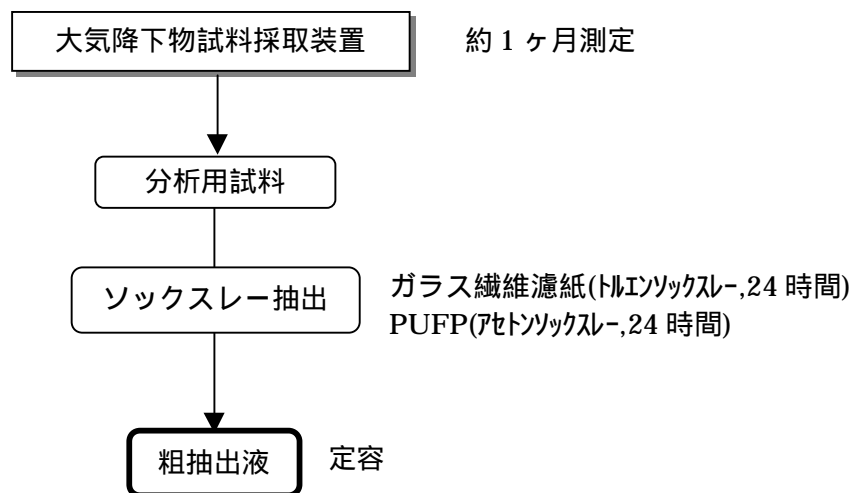 大気降下物試料採取装置 約1ヶ月測定
分析用試料
ソックスレー抽出 ガラス繊維濾紙(ﾄﾙｴﾝｿｯｸｽﾚｰ,24時間)
PUFP(ｱｾﾄﾝｿｯｸｽﾚｰ,24時間)
粗抽出液 定容